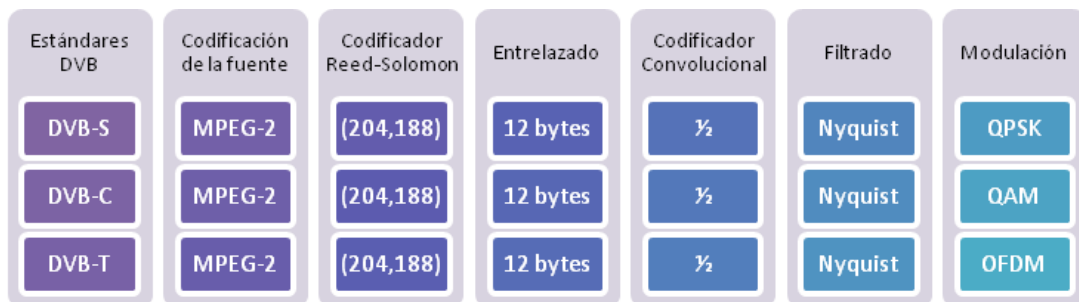 Estándares
DVB
Codificación
de la fuente
Codificador
Reed-Solomon
Entrelazado
Codificador
Convolucional
Filtrado
Modulación
DVB-S
MPEG-2
(204,188)
12 bytes
½
Nyquist
QPSK
DVB-C
MPEG-2
(204,188)
12 bytes
½
Nyquist
QAM
DVB-T
MPEG-2
(204,188)
12 bytes
½
Nyquist
OFDM